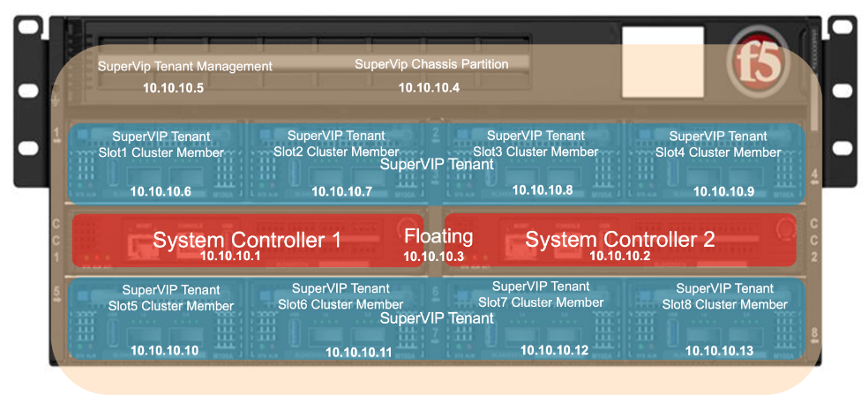 f5
SuperVip Tenant Management
10.10.10.5
SuperVip Chassis Partition
10.10.10.4
1
2
4
SuperVIP Tenant
Slot1 Cluster Member
10.10.10.6
SuperVIP Tenant
Slot2 Cluster Member
10.10.10.7
SuperVIP Tenant
Slot3 Cluster Member
10.10.10.8
SuperVIP Tenant
Slot4 Cluster Member
10.10.10.9
SuperVIP Tenant
C
C
1
System Controller 1
10.10.10.1
Floating
10.10.10.3
System Controller 2
10.10.10.2
C
C
2
5
6
8
SuperVIP Tenant
Slot5 Cluster Member
10.10.10.10
SuperVIP Tenant
Slot6 Cluster Member
10.10.10.11
SuperVIP Tenant
Slot7 Cluster Member
10.10.10.12
SuperVIP Tenant
Slot8 Cluster Member
10.10.10.13
SuperVIP Tenant